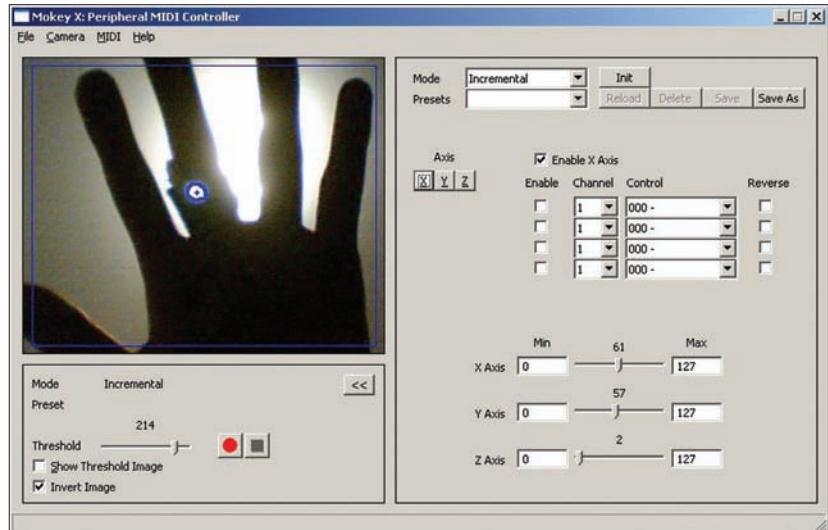 Mokey X: Peripheral MIDI Controller
File Camera MIDI Help
Mode Incremental Init
Presets Reload Delete Save Save As
Axis Enable X Axis
X Y Z Enable Channel Control Reverse
1 000 -
1 000 -
1 000 -
1 000 -
Min 61 Max
X Axis 0 127
57
Y Axis 0 127
2
Z Axis 0 127
Mode Incremental <<
Preset
214
Threshold
Show Threshold Image
Invert Image